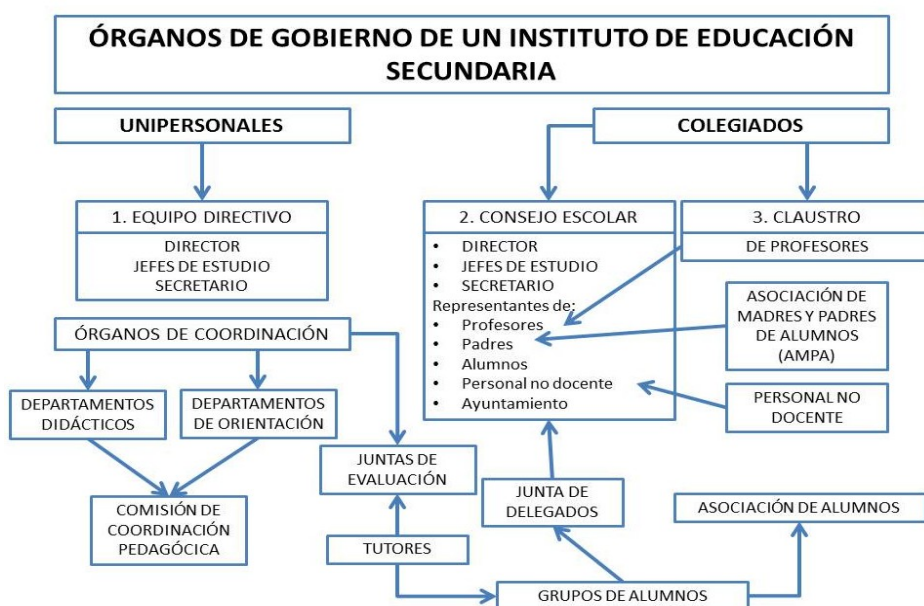 ÓRGANOS DE GOBIERNO DE UN INSTITUTO DE EDUCACIÓN
SECUNDARIA
UNIPERSONALES
COLEGIADOS
1. EQUIPO DIRECTIVO
DIRECTOR
JEFES DE ESTUDIO
SECRETARIO
2. CONSEJO ESCOLAR
• DIRECTOR
• JEFES DE ESTUDIO
• SECRETARIO
Representantes de:
• Profesores
• Padres
• Alumnos
• Personal no docente
• Ayuntamiento
3. CLAUSTRO
DE PROFESORES
ASOCIACIÓN DE
MADRES Y PADRES
DE ALUMNOS
(AMPA)
PERSONAL NO
DOCENTE
ÓRGANOS DE COORDINACIÓN
DEPARTAMENTOS
DIDÁCTICOS
DEPARTAMENTOS
DE ORIENTACIÓN
COMISIÓN DE
COORDINACIÓN
PEDAGÓCICA
JUNTAS DE
EVALUACIÓN
TUTORES
JUNTA DE
DELEGADOS
ASOCIACIÓN DE ALUMNOS
GRUPOS DE ALUMNOS